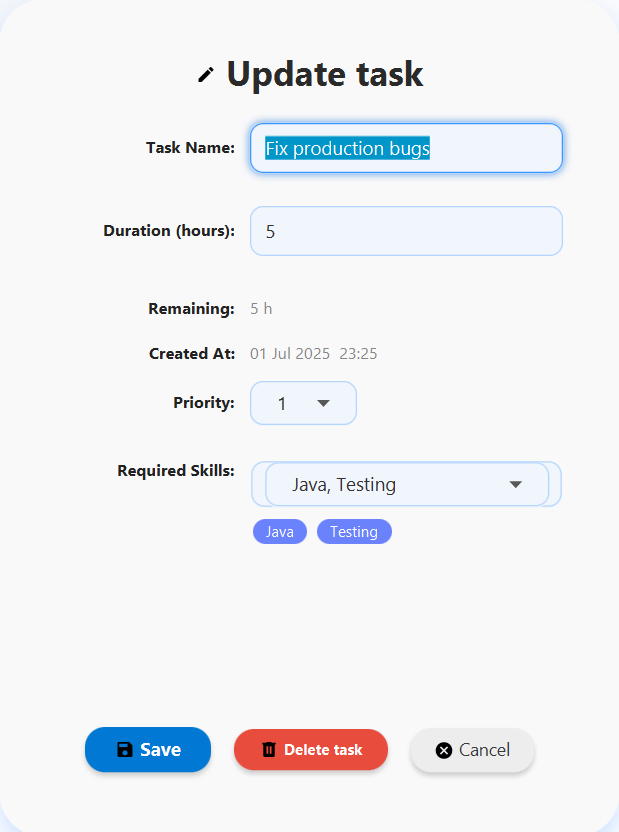 Update task
Task Name: Fix production bugs
Duration (hours): 5
Remaining: 5 h
Created At: 01 Jul 2025  23:25
Priority: 1
Required Skills: Java, Testing
Java Testing
Save Delete task Cancel